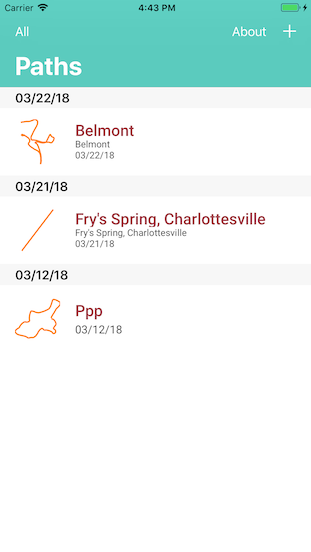 Carrier 4:43 PM
All About +
Paths
03/22/18
Belmont
Belmont
03/22/18
03/21/18
Fry's Spring, Charlottesville
Fry's Spring, Charlottesville
03/21/18
03/12/18
Ppp
03/12/18